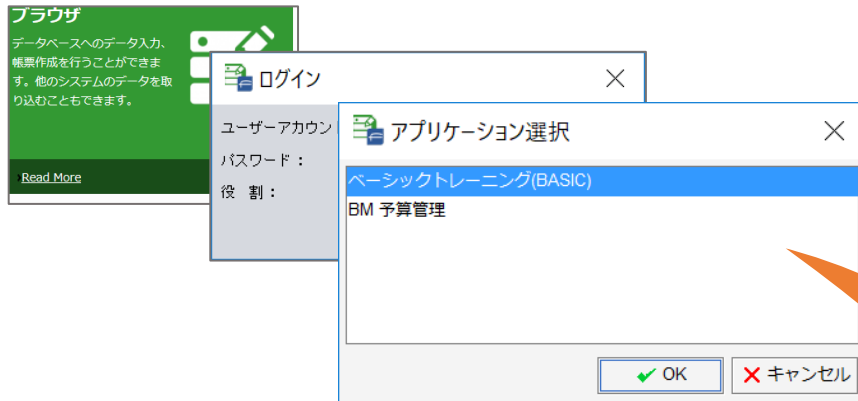 ブラウザ
データベースへのデータ入力、
帳票作成を行うことができま
す。他のシステムのデータを取
り込むこともできます。
Read More
ログイン
ユーザーアカウント
パスワード：
役 割：
アプリケーション選択
ベーシックトレーニング(BASIC)
BM 予算管理
OK
キャンセル